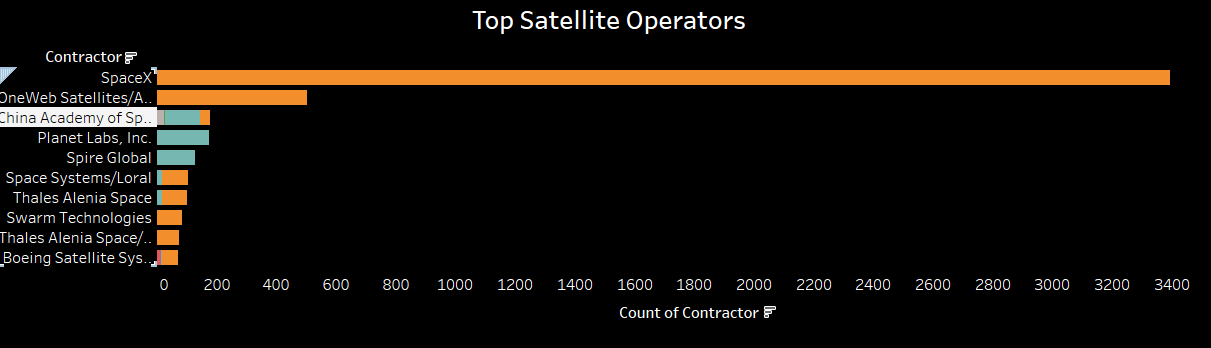 Top Satellite Operators
Contractor
SpaceX
OneWeb Satellites/A..
China Academy of Sp..
Planet Labs, Inc.
Spire Global
Space Systems/Loral
Thales Alenia Space
Swarm Technologies
Thales Alenia Space/..
Boeing Satellite Sys..
0 200 400 600 800 1000 1200 1400 1600 1800 2000 2200 2400 2600 2800 3000 3200 3400
Count of Contractor